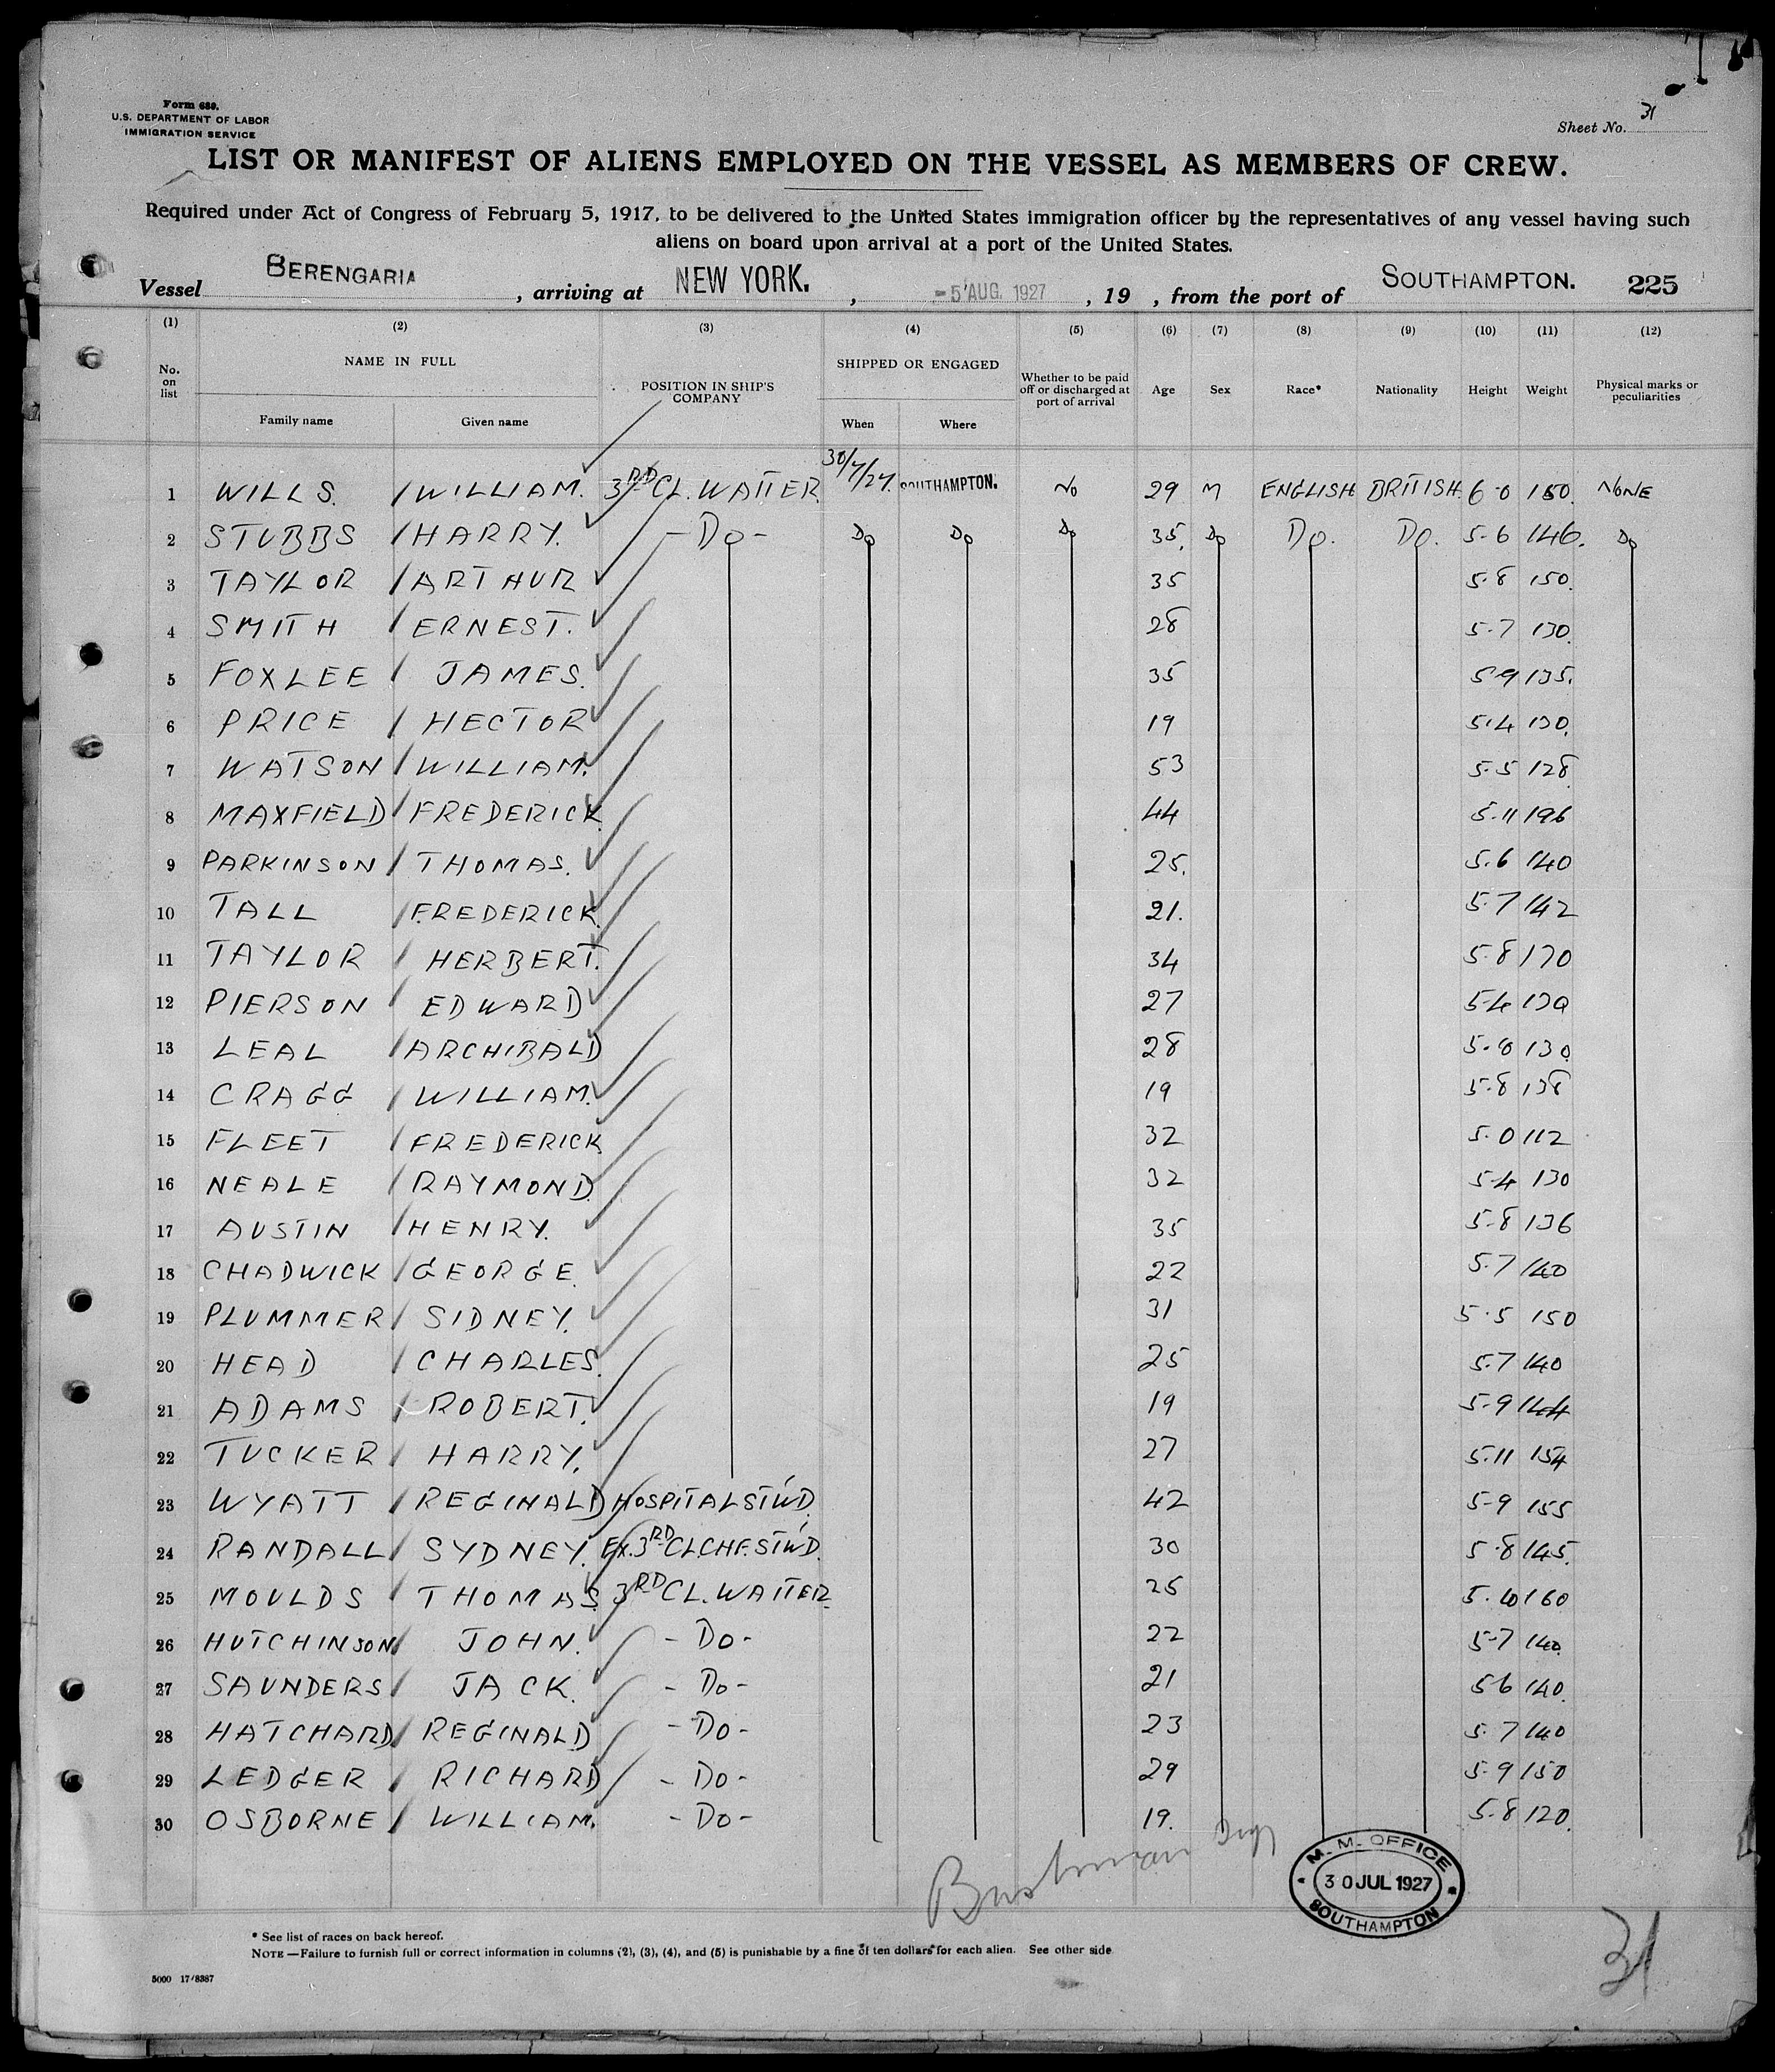 Form 689.
U.S. DEPARTMENT OF LABOR
IMMIGRATION SERVICE
31
Sheet No.
LIST OR MANIFEST OF ALIENS EMPLOYED ON THE VESSEL AS MEMBERS OF CREW.
Required under Act of Congress of February 5, 1917, to be delivered to the United States immigration officer by the representatives of any vessel having such
aliens on board upon arrival at a port of the United States.
Vessel BERENGARIA, arriving at NEW YORK., -5 AUG. 1927, 19 , from the port of SOUTHAMPTON. 225
(1) (2) (3) (4) (5) (6) (7) (8) (9) (10) (11) (12)
No. on list NAME IN FULL Family name Given name POSITION IN SHIP'S COMPANY SHIPPED OR ENGAGED When Where Whether to be paid off or discharged at port of arrival Age Sex Race* Nationality Height Weight Physical marks or peculiarities
1 WILLS. WILLIAM. 3RD CL. WAITER. 30/7/27. SOUTHAMPTON. No 29 M ENGLISH BRITISH. 6-0 150. NONE
2 STUBBS HARRY. -Do- Do Do Do 35. Do Do. Do. 5-6 146. Do
3 TAYLOR ARTHUR 35 5-8 150.
4 SMITH ERNEST. 28 5-7 130.
5 FOXLEE JAMES. 35 5-9 135.
6 PRICE HECTOR 19 5.4 130.
7 WATSON WILLIAM. 53 5.5 128
8 MAXFIELD FREDERICK 44 5.11 196
9 PARKINSON THOMAS. 25. 5.6 140
10 TALL FREDERICK 21. 5.7 142
11 TAYLOR HERBERT. 34 5.8 170
12 PIERSON EDWARD 27 5-4 130
13 LEAL ARCHIBALD 28 130
14 CRAGG WILLIAM. 19 5.8 138
15 FLEET FREDERICK 32 5.0 112
16 NEALE RAYMOND. 32 5-4 130
17 AUSTIN HENRY. 35 5-8 136
18 CHADWICK GEORGE. 22 5.7 140
19 PLUMMER SIDNEY. 31 5.5 150
20 HEAD CHARLES. 25 5.7 140
21 ADAMS ROBERT. 19 5-9 144
22 TUCKER HARRY. 27 5.11 154
23 WYATT REGINALD HOSPITAL ST'W'D. 42 5-9 155
24 RANDALL SYDNEY. EX.3RD CL.CHF.ST'W'D. 30 5.8 145.
25 MOULDS THOMAS. 3RD CL. WAITER. 25 160
26 HUTCHINSON JOHN. -Do- 22 5-7 140.
27 SAUNDERS JACK. -Do- 21 5.6 140.
28 HATCHARD REGINALD -Do- 23 5.7 140
29 LEDGER RICHARD -Do- 29 5-9 150
30 OSBORNE WILLIAM. -Do- 19. 5.8 120.
M. M. OFFICE
30 JUL 1927
SOUTHAMPTON
* See list of races on back hereof.
NOTE—Failure to furnish full or correct information in columns (2), (3), (4), and (5) is punishable by a fine of ten dollars for each alien. See other side
5000 17/8387
31